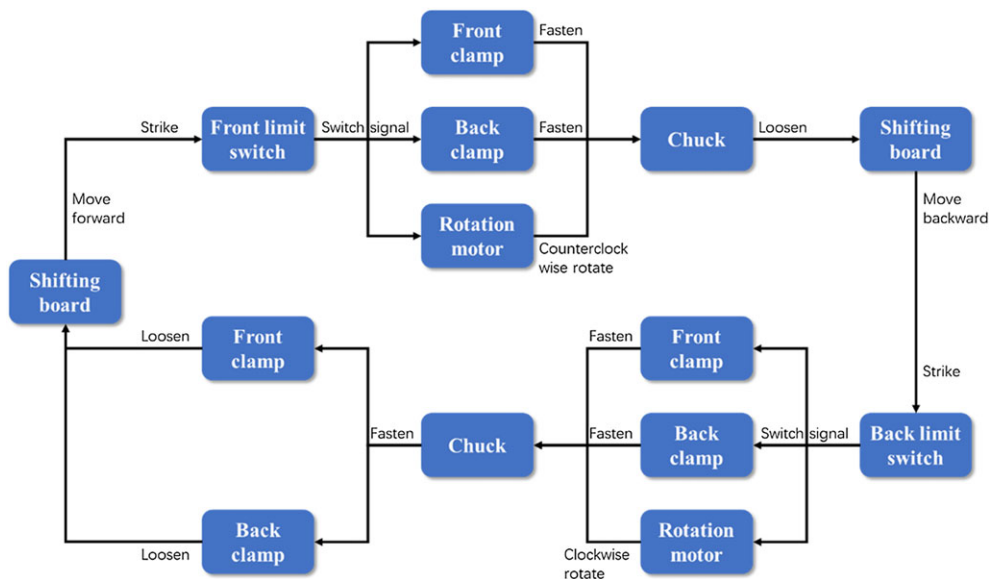 Front
clamp
Fasten
Strike
Front limit
switch
Switch signal
Back
clamp
Fasten
Chuck
Loosen
Shifting
board
Move
forward
Rotation
motor
Counterclock
wise rotate
Move
backward
Shifting
board
Loosen
Front
clamp
Fasten
Front
clamp
Strike
Fasten
Chuck
Fasten
Back
clamp
Switch signal
Back limit
switch
Loosen
Back
clamp
Clockwise
rotate
Rotation
motor